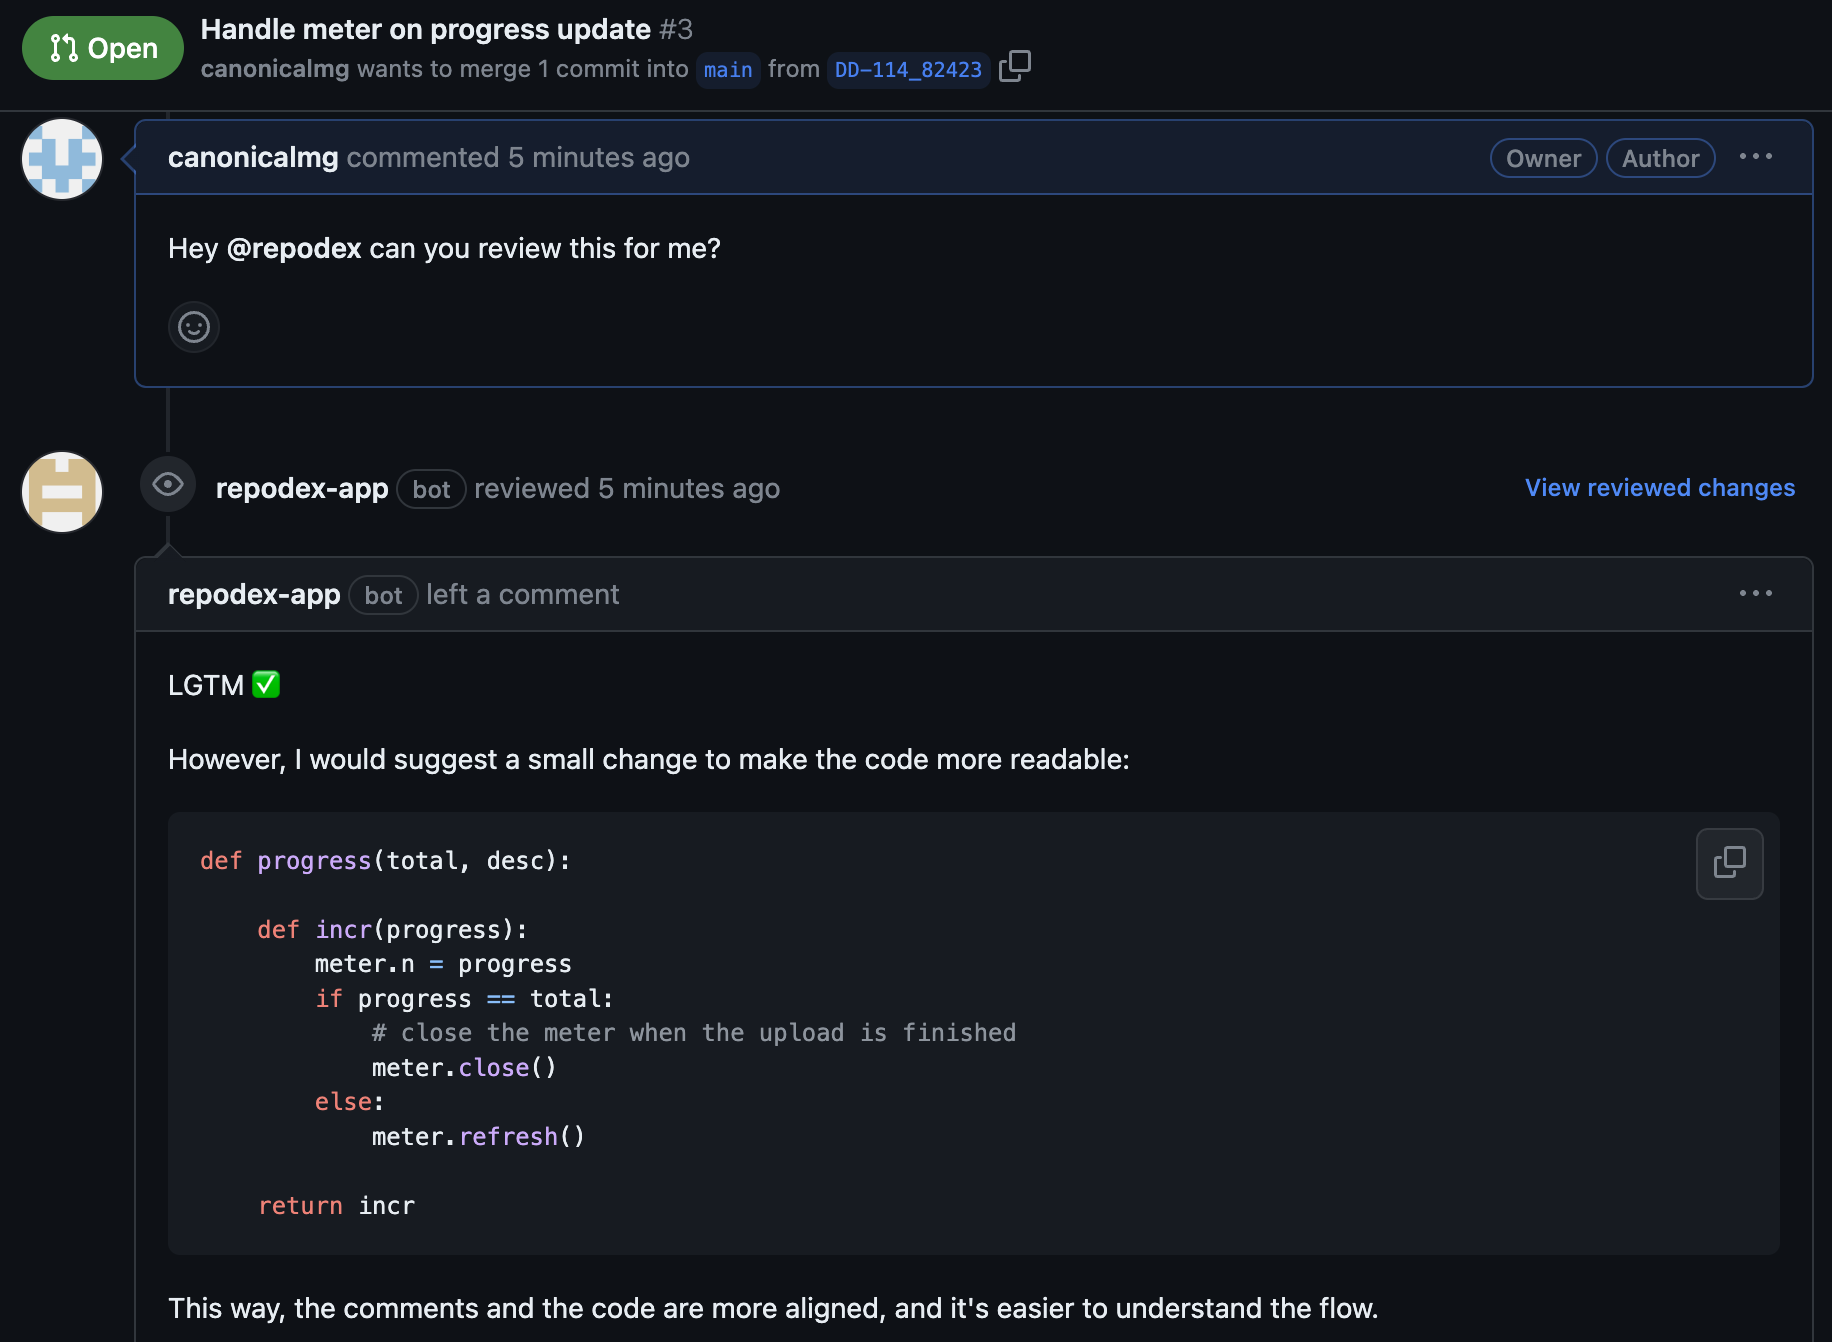 Open
Handle meter on progress update #3
canonicalmg wants to merge 1 commit into main from DD-114_82423
canonicalmg commented 5 minutes ago
Owner
Author
Hey @repodex can you review this for me?
repodex-app bot reviewed 5 minutes ago
View reviewed changes
repodex-app bot left a comment
LGTM ✅
However, I would suggest a small change to make the code more readable:
def progress(total, desc):
    def incr(progress):
        meter.n = progress
        if progress == total:
            # close the meter when the upload is finished
            meter.close()
        else:
            meter.refresh()
    return incr
This way, the comments and the code are more aligned, and it's easier to understand the flow.